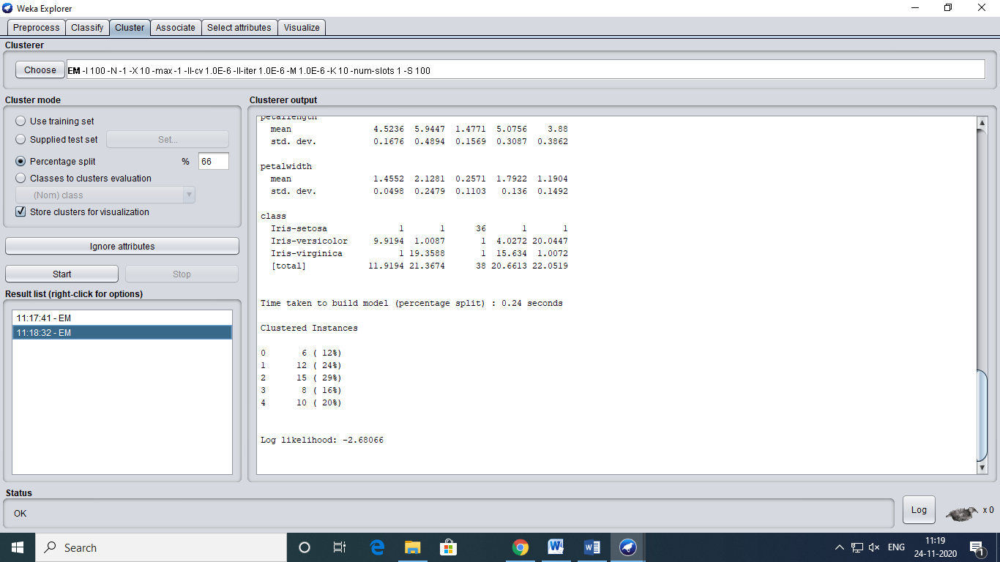 Weka Explorer
Preprocess Classify Cluster Associate Select attributes Visualize
Clusterer
Choose EM -I 100 -N -1 -X 10 -max -1 -ll-cv 1.0E-6 -ll-iter 1.0E-6 -M 1.0E-6 -K 10 -num-slots 1 -S 100
Cluster mode
Use training set
Supplied test set Set...
Percentage split % 66
Classes to clusters evaluation
(Nom) class
Store clusters for visualization
Ignore attributes
Start Stop
Result list (right-click for options)
11:17:41 - EM
11:18:32 - EM
Clusterer output
petallength
mean 4.5236 5.9447 1.4771 5.0756 3.88
std. dev. 0.1676 0.4894 0.1569 0.3087 0.3862
petalwidth
mean 1.4552 2.1281 0.2571 1.7922 1.1904
std. dev. 0.0498 0.2479 0.1103 0.136 0.1492
class
Iris-setosa 1 1 36 1 1
Iris-versicolor 9.9194 1.0087 1 4.0272 20.0447
Iris-virginica 1 19.3588 1 15.634 1.0072
[total] 11.9194 21.3674 38 20.6613 22.0519
Time taken to build model (percentage split) : 0.24 seconds
Clustered Instances
0 6 ( 12%)
1 12 ( 24%)
2 15 ( 29%)
3 8 ( 16%)
4 10 ( 20%)
Log likelihood: -2.68066
Status
OK
Log
x 0
Search
ENG
11:19
24-11-2020
1